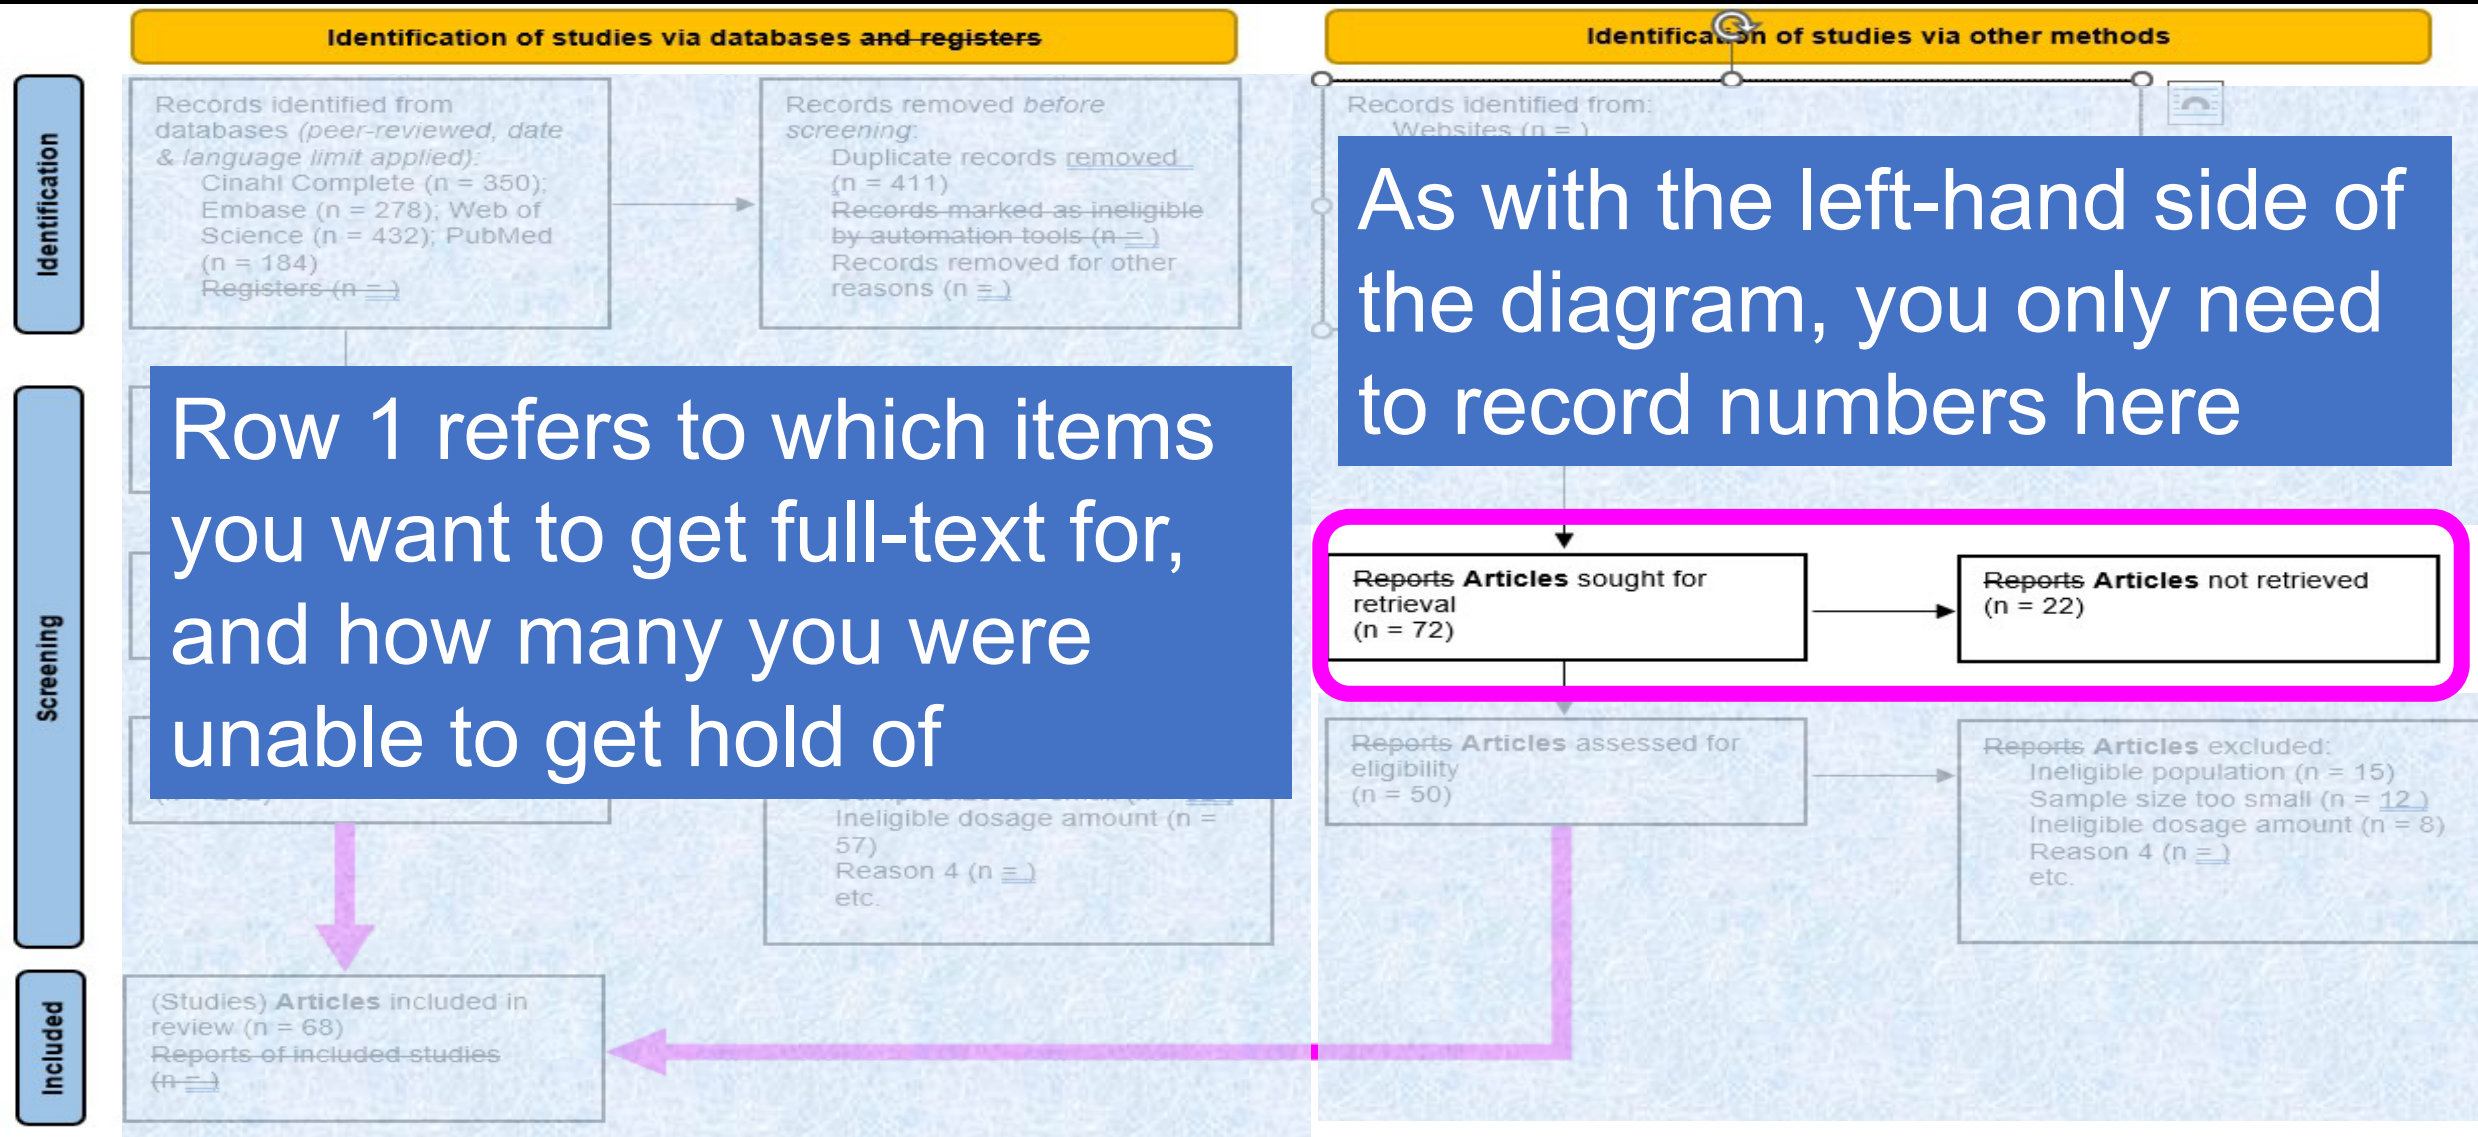 Identification of studies via databases and registers
Identification of studies via other methods
Identification
Records identified from
databases (peer-reviewed, date
& language limit applied):
Cinahl Complete (n = 350);
Embase (n = 278); Web of
Science (n = 432); PubMed
(n = 184)
Registers (n = )
Records removed before
screening:
Duplicate records removed
(n = 411)
Records marked as ineligible
by automation tools (n = )
Records removed for other
reasons (n = )
Records identified from:
Websites (n = )
As with the left-hand side of
the diagram, you only need
to record numbers here
Row 1 refers to which items
you want to get full-text for,
and how many you were
unable to get hold of
Screening
Reports Articles sought for
retrieval
(n = 72)
Reports Articles not retrieved
(n = 22)
Reports Articles assessed for
eligibility
(n = 50)
Reports Articles excluded:
Ineligible population (n = 15)
Sample size too small (n = 12 )
Ineligible dosage amount (n = 8)
Reason 4 (n = )
etc.
Sample size too small (n =
Ineligible dosage amount (n =
57)
Reason 4 (n = )
etc.
Included
(Studies) Articles included in
review (n = 68)
Reports of included studies
(n = )